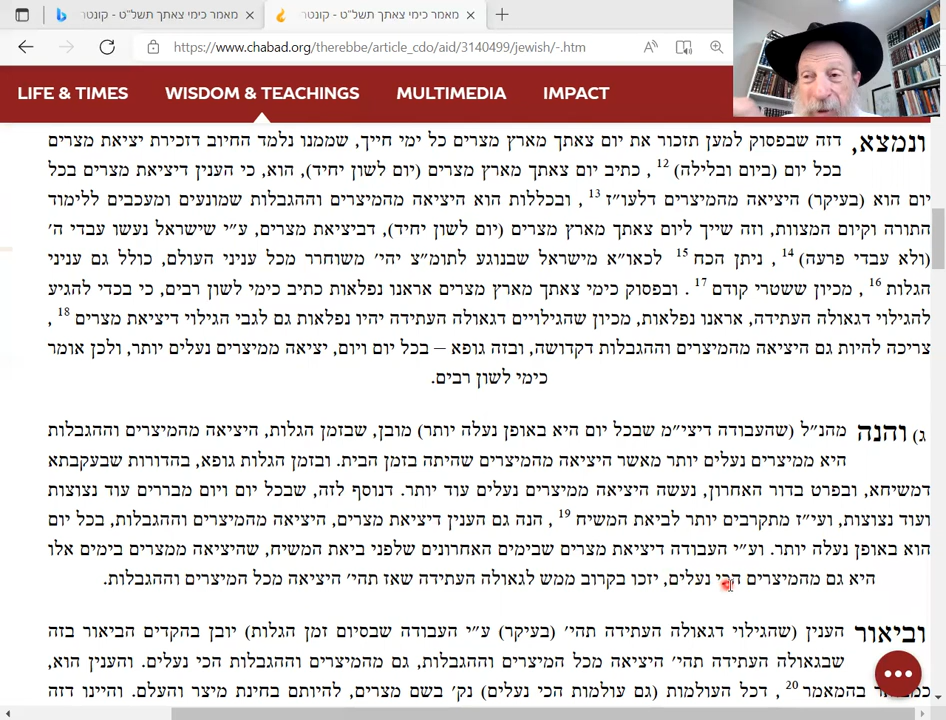 מאמר כימי צאתך תשל"ט - קונטר
מאמר כימי צאתך תשל"ט - קונטר
https://www.chabad.org/therebbe/article_cdo/aid/3140499/jewish/-.htm
LIFE & TIMES WISDOM & TEACHINGS MULTIMEDIA IMPACT
ונמצא, דזה שבפסוק למען תזכור את יום צאתך מארץ מצרים כל ימי חייך, שממנו נלמד החיוב דזכירת יציאת מצרים
בכל יום (ביום ובלילה) 12 , כתיב יום צאתך מארץ מצרים (יום לשון יחיד), הוא, כי הענין דיציאת מצרים בכל
יום הוא (בעיקר) היציאה מהמיצרים דלעו"ז 13 , ובכללות הוא היציאה מהמיצרים וההגבלות שמונעים ומעכבים ללימוד
התורה וקיום המצוות, וזה שייך ליום צאתך מארץ מצרים (יום לשון יחיד), דביציאת מצרים, ע"י שישראל נעשו עבדי ה'
(ולא עבדי פרעה) 14 , ניתן הכח 15 לכאו"א מישראל שבנוגע לתומ"צ יהי' משוחרר מכל עניני העולם, כולל גם עניני
הגלות 16 , מכיון ששטרי קודם 17 . ובפסוק כימי צאתך מארץ מצרים אראנו נפלאות כתיב כימי לשון רבים, כי בכדי להגיע
להגילוי דגאולה העתידה, אראנו נפלאות, מכיון שהגילויים דגאולה העתידה יהיו נפלאות גם לגבי הגילוי דיציאת מצרים 18 ,
צריכה להיות גם היציאה מהמיצרים וההגבלות דקדושה, ובזה גופא – בכל יום ויום, יציאה ממיצרים נעלים יותר, ולכן אומר
כימי לשון רבים.
ג) והנה מהנ"ל (שהעבודה דיצי"מ שבכל יום היא באופן נעלה יותר) מובן, שבזמן הגלות, היציאה מהמיצרים וההגבלות
היא ממיצרים נעלים יותר מאשר היציאה מהמיצרים שהיתה בזמן הבית. ובזמן הגלות גופא, בהדורות שבעקבתא
דמשיחא, ובפרט בדור האחרון, נעשה היציאה ממיצרים נעלים עוד יותר. דנוסף לזה, שבכל יום ויום מבררים עוד נצוצות
ועוד נצוצות, ועי"ז מתקרבים יותר לביאת המשיח 19 , הנה גם הענין דיציאת מצרים, היציאה מהמיצרים וההגבלות, בכל יום
הוא באופן נעלה יותר. וע"י העבודה דיציאת מצרים שבימים האחרונים שלפני ביאת המשיח, שהיציאה ממצרים בימים אלו
היא גם מהמיצרים הכי נעלים, יזכו בקרוב ממש לגאולה העתידה שאז תהי' היציאה מכל המיצרים וההגבלות.
וביאור הענין (שהגילוי דגאולה העתידה תהי' (בעיקר) ע"י העבודה שבסיום זמן הגלות) יובן בהקדים הביאור בזה
שבגאולה העתידה תהי' היציאה מכל המיצרים וההגבלות, גם מהמיצרים וההגבלות הכי נעלים. והענין הוא,
בהמאמר 20 , דכל העולמות (גם עולמות הכי נעלים) נק' בשם מצרים, להיותם בחינת מיצר והעלם. והיינו דזה